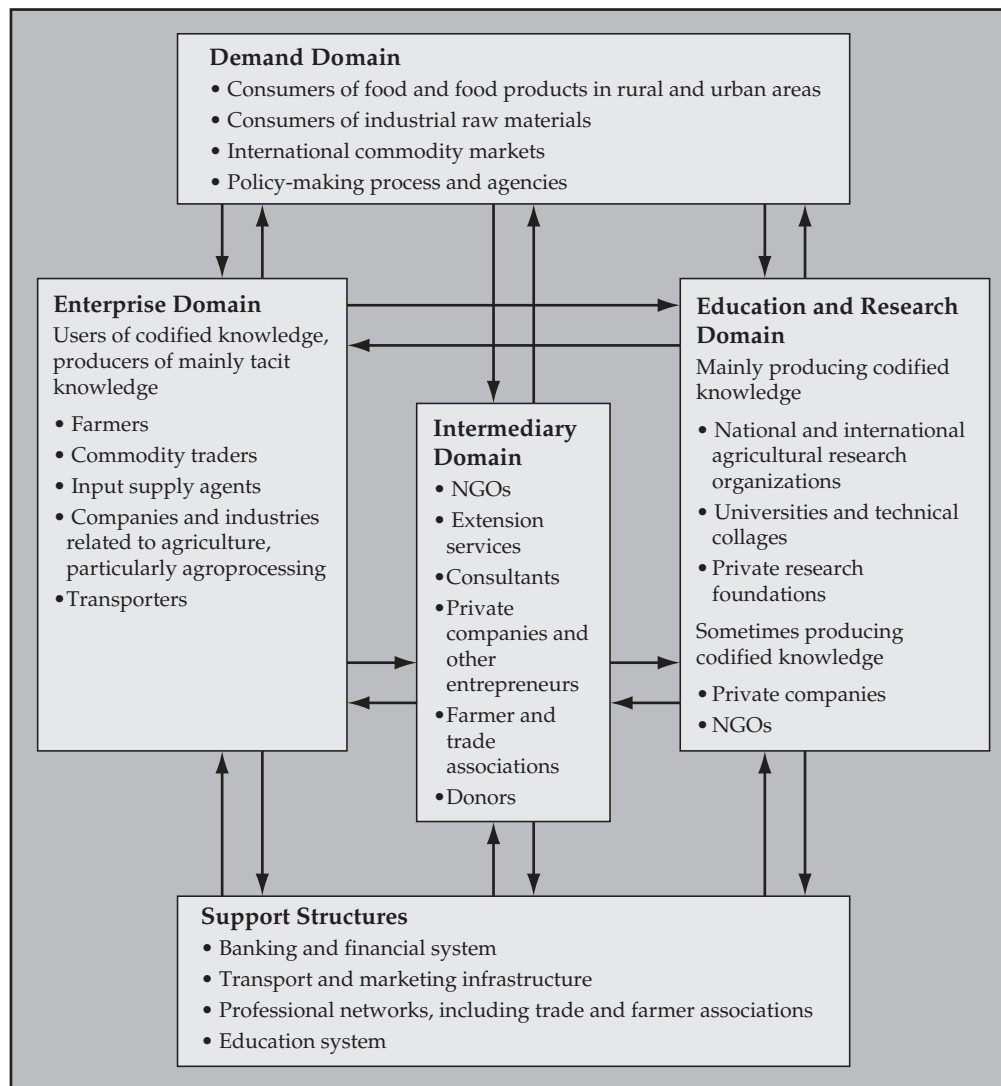 Demand Domain
• Consumers of food and food products in rural and urban areas
• Consumers of industrial raw materials
• International commodity markets
• Policy-making process and agencies
Enterprise Domain
Users of codified knowledge,
producers of mainly tacit
knowledge
• Farmers
• Commodity traders
• Input supply agents
• Companies and industries
related to agriculture,
particularly agroprocessing
•Transporters
Intermediary
Domain
• NGOs
• Extension
services
•Consultants
•Private
companies and
other
entrepreneurs
•Farmer and
trade
associations
•Donors
Education and Research
Domain
Mainly producing codified
knowledge
• National and international
agricultural research
organizations
• Universities and technical
collages
• Private research
foundations
Sometimes producing
codified knowledge
• Private companies
• NGOs
Support Structures
• Banking and financial system
• Transport and marketing infrastructure
• Professional networks, including trade and farmer associations
• Education system